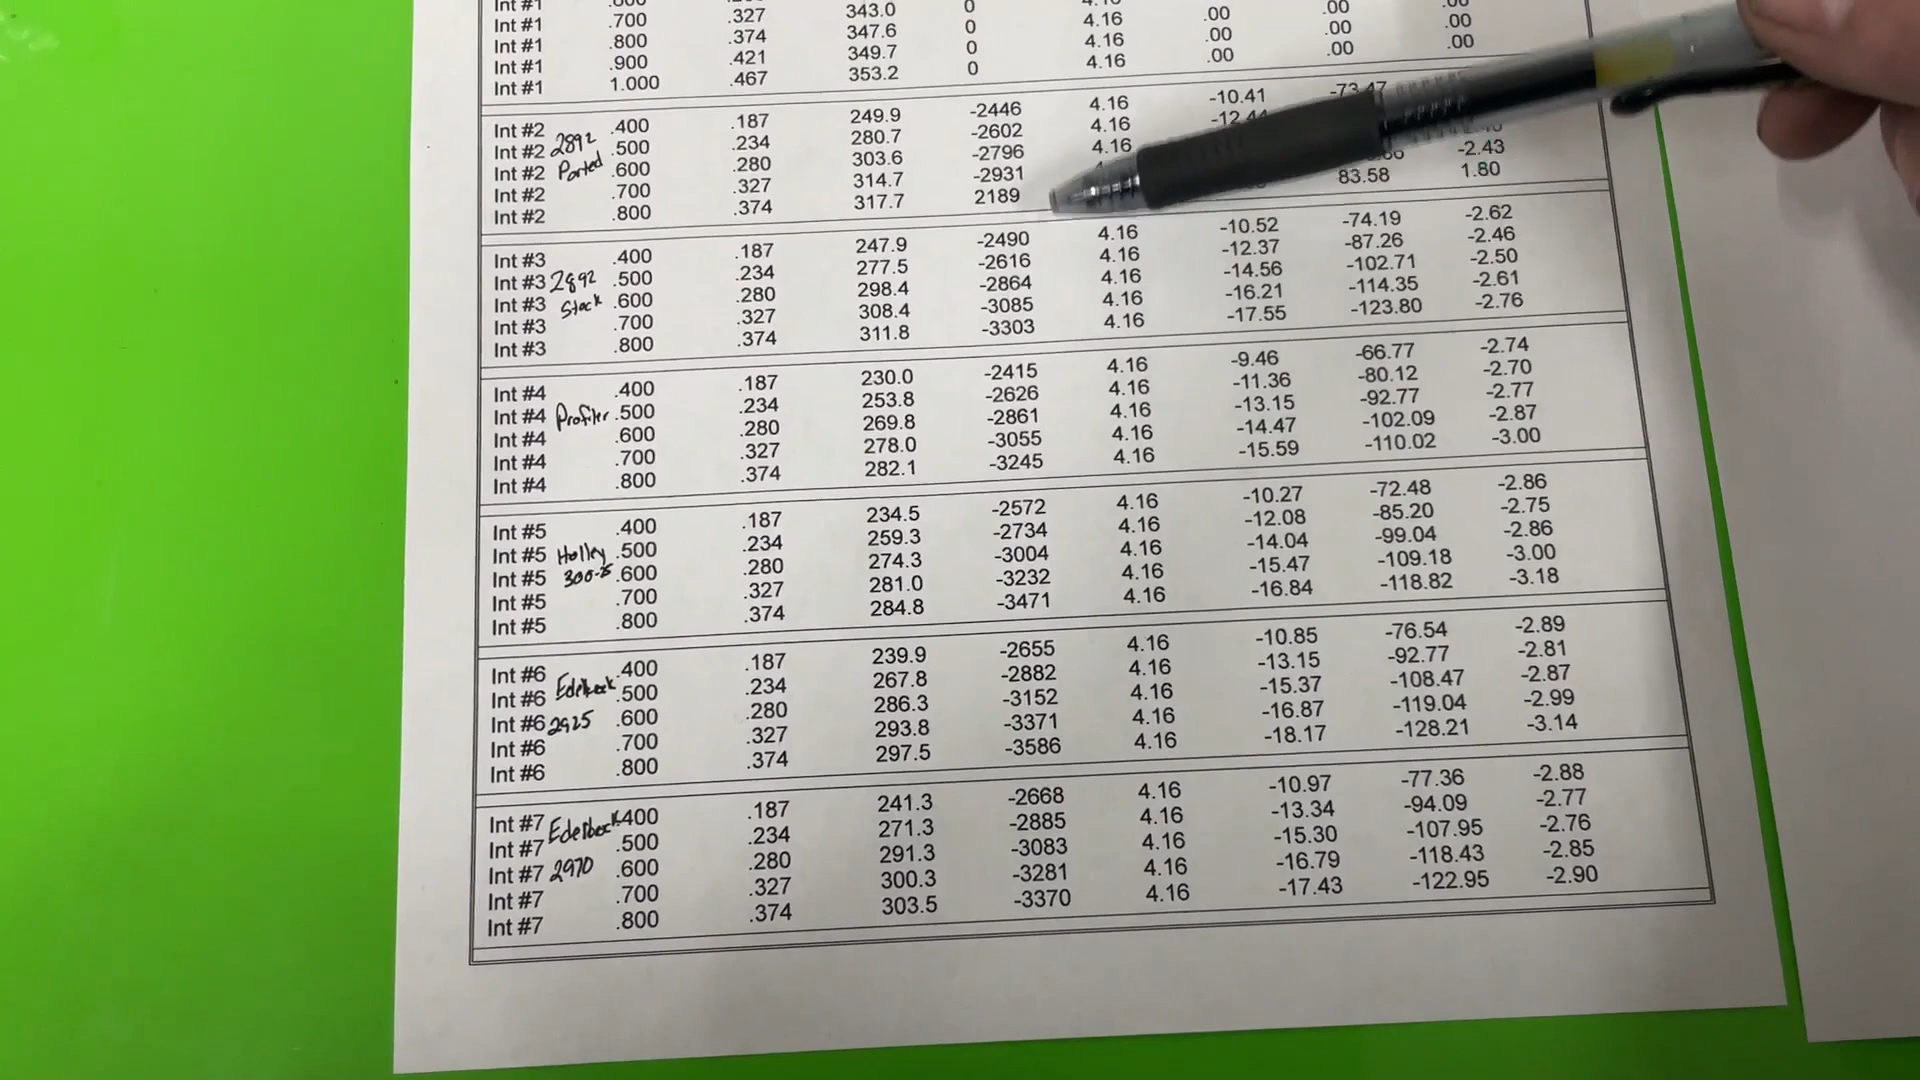 Int #1
Int #1 .700 .327 343.0 0 4.16 .00 .00 .00
Int #1 .800 .374 347.6 0 4.16 .00 .00 .00
Int #1 .900 .421 349.7 0 4.16 .00 .00 .00
Int #1 1.000 .467 353.2 0 4.16 .00 .00 .00
Int #2 .400 .187 249.9 -2446 4.16 -10.41 -73.47
Int #2 2892 .500 .234 280.7 -2602 4.16
Int #2 Ported .600 .280 303.6 -2796 4.16
Int #2 .700 .327 314.7 -2931 -2.43
Int #2 .800 .374 317.7 2189 83.58 1.80
Int #3 .400 .187 247.9 -2490 4.16 -10.52 -74.19 -2.62
Int #3 2892 .500 .234 277.5 -2616 4.16 -12.37 -87.26 -2.46
Int #3 Stock .600 .280 298.4 -2864 4.16 -14.56 -102.71 -2.50
Int #3 .700 .327 308.4 -3085 4.16 -16.21 -114.35 -2.61
Int #3 .800 .374 311.8 -3303 4.16 -17.55 -123.80 -2.76
Int #4 .400 .187 230.0 -2415 4.16 -9.46 -66.77 -2.74
Int #4 Profiler .500 .234 253.8 -2626 4.16 -11.36 -80.12 -2.70
Int #4 .600 .280 269.8 -2861 4.16 -13.15 -92.77 -2.77
Int #4 .700 .327 278.0 -3055 4.16 -14.47 -102.09 -2.87
Int #4 .800 .374 282.1 -3245 4.16 -15.59 -110.02 -3.00
Int #5 .400 .187 234.5 -2572 4.16 -10.27 -72.48 -2.86
Int #5 Holley .500 .234 259.3 -2734 4.16 -12.08 -85.20 -2.75
Int #5 300-25 .600 .280 274.3 -3004 4.16 -14.04 -99.04 -2.86
Int #5 .700 .327 281.0 -3232 4.16 -15.47 -109.18 -3.00
Int #5 .800 .374 284.8 -3471 4.16 -16.84 -118.82 -3.18
Int #6 .400 .187 239.9 -2655 4.16 -10.85 -76.54 -2.89
Int #6 Edelbeck .500 .234 267.8 -2882 4.16 -13.15 -92.77 -2.81
Int #6 2925 .600 .280 286.3 -3152 4.16 -15.37 -108.47 -2.87
Int #6 .700 .327 293.8 -3371 4.16 -16.87 -119.04 -2.99
Int #6 .800 .374 297.5 -3586 4.16 -18.17 -128.21 -3.14
Int #7 Edelbeck .400 .187 241.3 -2668 4.16 -10.97 -77.36 -2.88
Int #7 .500 .234 271.3 -2885 4.16 -13.34 -94.09 -2.77
Int #7 2970 .600 .280 291.3 -3083 4.16 -15.30 -107.95 -2.76
Int #7 .700 .327 300.3 -3281 4.16 -16.79 -118.43 -2.85
Int #7 .800 .374 303.5 -3370 4.16 -17.43 -122.95 -2.90